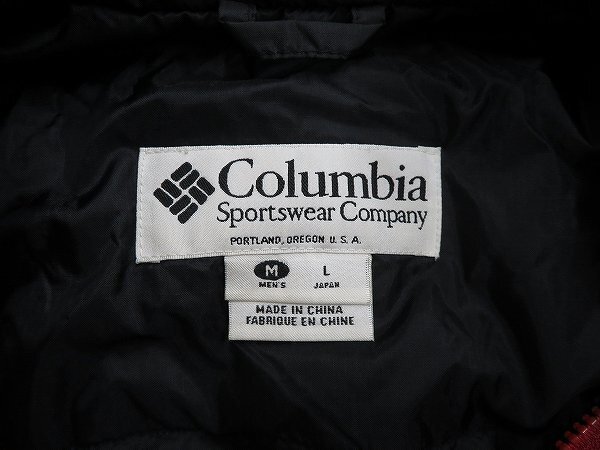 Columbia
Sportswear Company
PORTLAND, OREGON U.S.A.
M L
MEN'S JAPAN
MADE IN CHINA
FABRIQUE EN CHINE